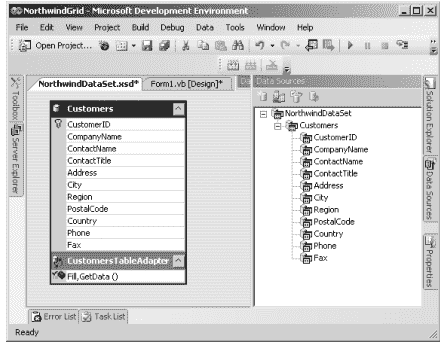 NorthwindGrid - Microsoft Development Environment
File Edit View Project Build Debug Data Tools Window Help
Open Project...
NorthwindDataSet.xsd* Form1.vb [Design]* Data Sources
Toolbox
Server Explorer
Customers
CustomerID
CompanyName
ContactName
ContactTitle
Address
City
Region
PostalCode
Country
Phone
Fax
CustomersTableAdapter
Fill,GetData ()
NorthwindDataSet
Customers
CustomerID
CompanyName
ContactName
ContactTitle
Address
City
Region
PostalCode
Country
Phone
Fax
Solution Explorer
Data Sources
Properties
Error List Task List
Ready